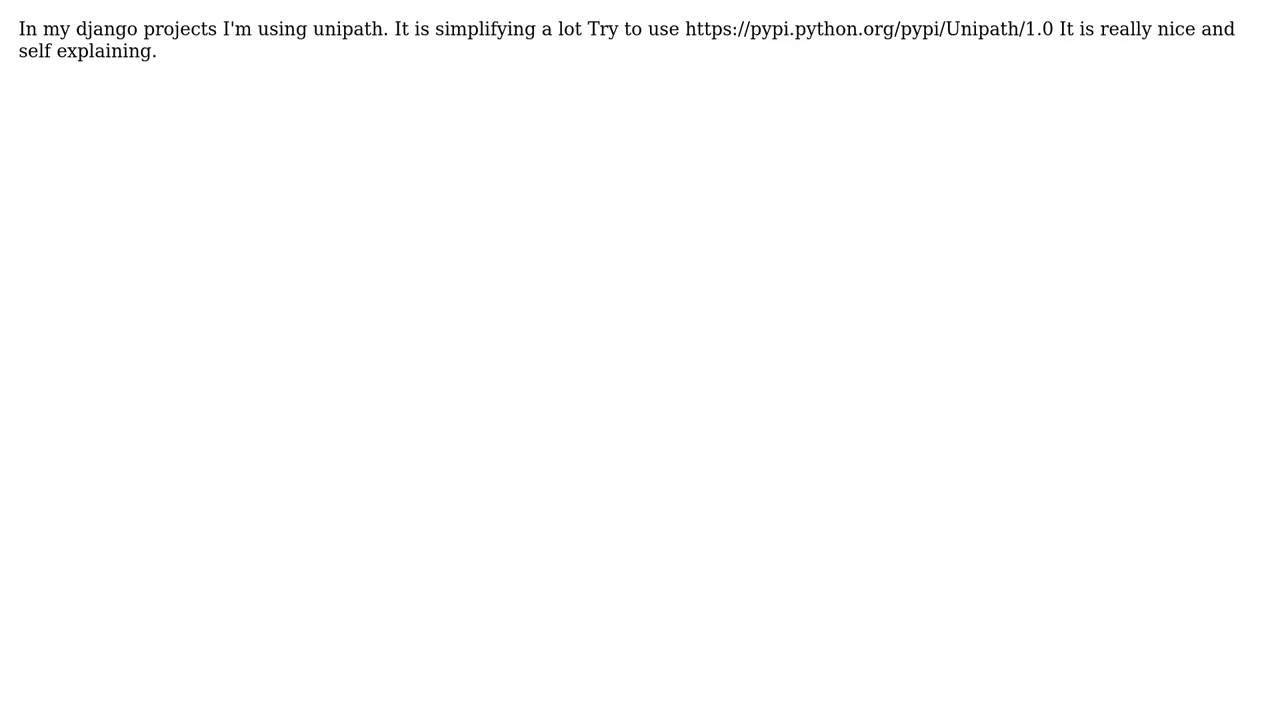 In my django projects I'm using unipath. It is simplifying a lot Try to use https://pypi.python.org/pypi/Unipath/1.0 It is really nice and
self explaining.